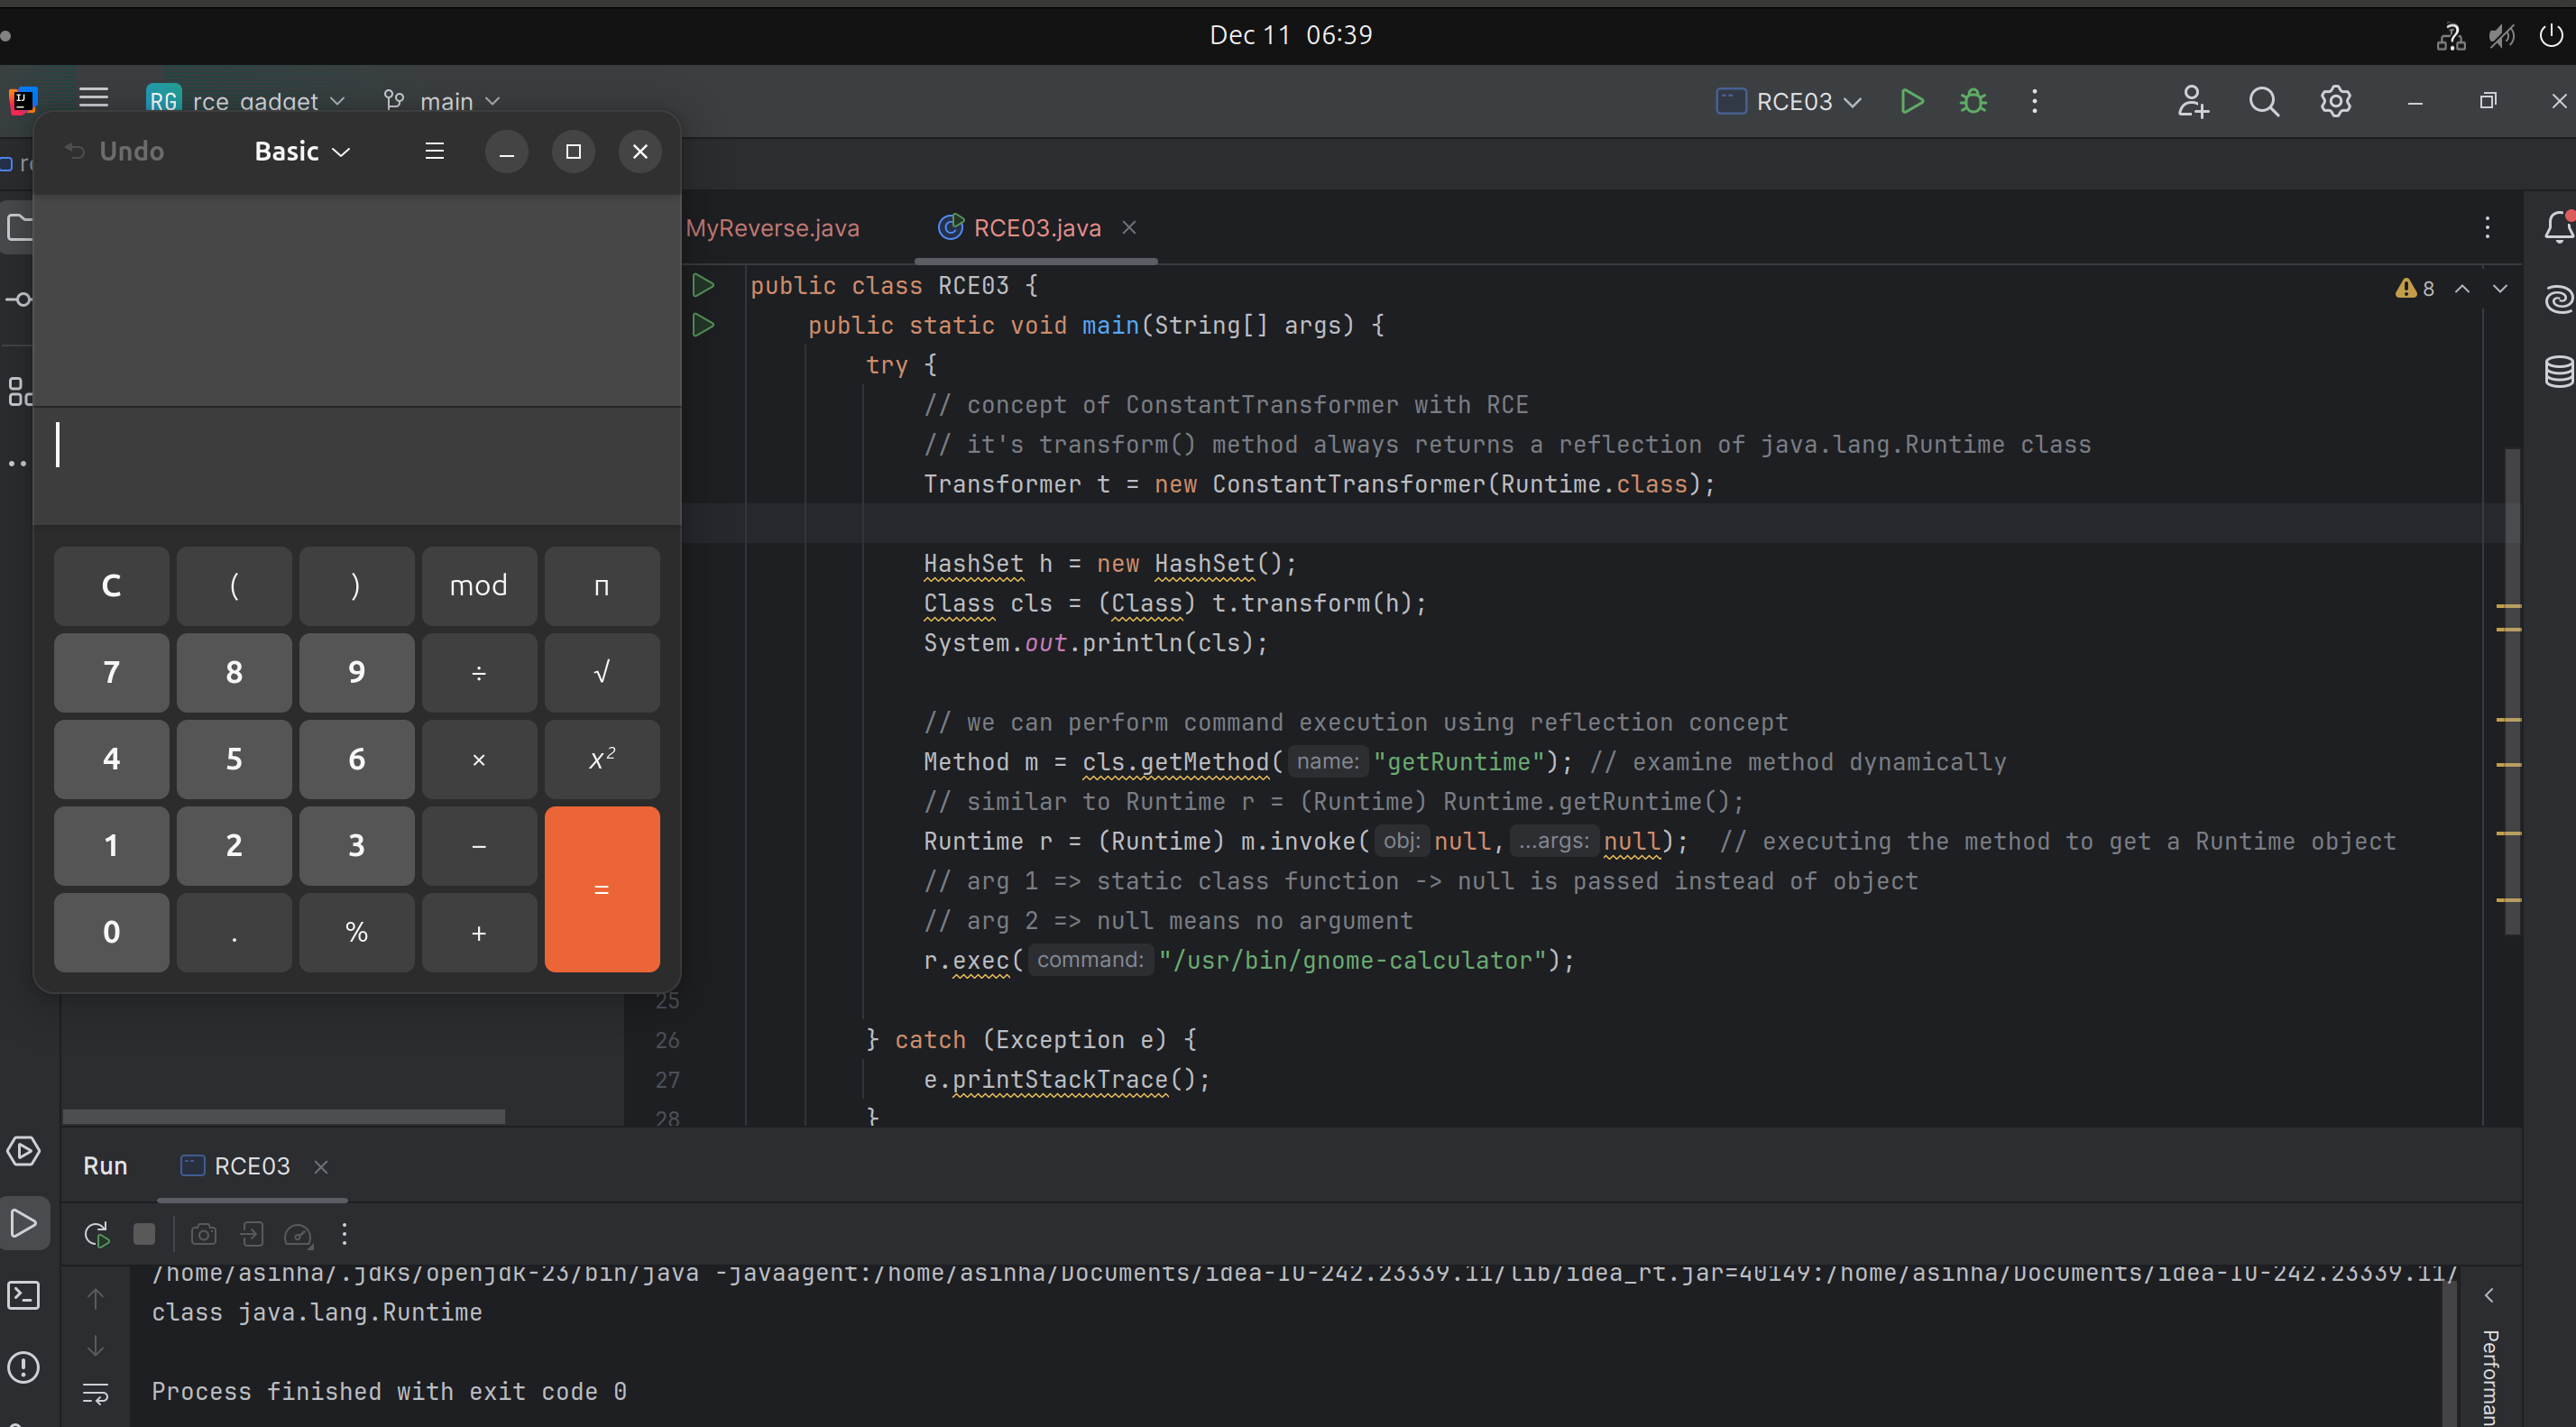 Dec 11 06:39
RG rce_gadget main RCE03
Undo Basic
MyReverse.java RCE03.java
public class RCE03 {
8
public static void main(String[] args) {
try {
// concept of ConstantTransformer with RCE
// it's transform() method always returns a reflection of java.lang.Runtime class
Transformer t = new ConstantTransformer(Runtime.class);
HashSet h = new HashSet();
Class cls = (Class) t.transform(h);
System.out.println(cls);
// we can perform command execution using reflection concept
Method m = cls.getMethod( name: "getRuntime"); // examine method dynamically
// similar to Runtime r = (Runtime) Runtime.getRuntime();
Runtime r = (Runtime) m.invoke( obj: null, ...args: null); // executing the method to get a Runtime object
// arg 1 => static class function -> null is passed instead of object
// arg 2 => null means no argument
r.exec( command: "/usr/bin/gnome-calculator");
25
26 } catch (Exception e) {
27 e.printStackTrace();
28 }
C ( ) mod π
7 8 9 ÷ √
4 5 6 × x²
1 2 3 − =
0 . % +
Run RCE03
/home/asinha/.jdks/openjdk-23/bin/java -javaagent:/home/asinha/Documents/idea-IU-242.23339.11/lib/idea_rt.jar=40149:/home/asinha/Documents/idea-IU-242.23339.11/
class java.lang.Runtime
Process finished with exit code 0